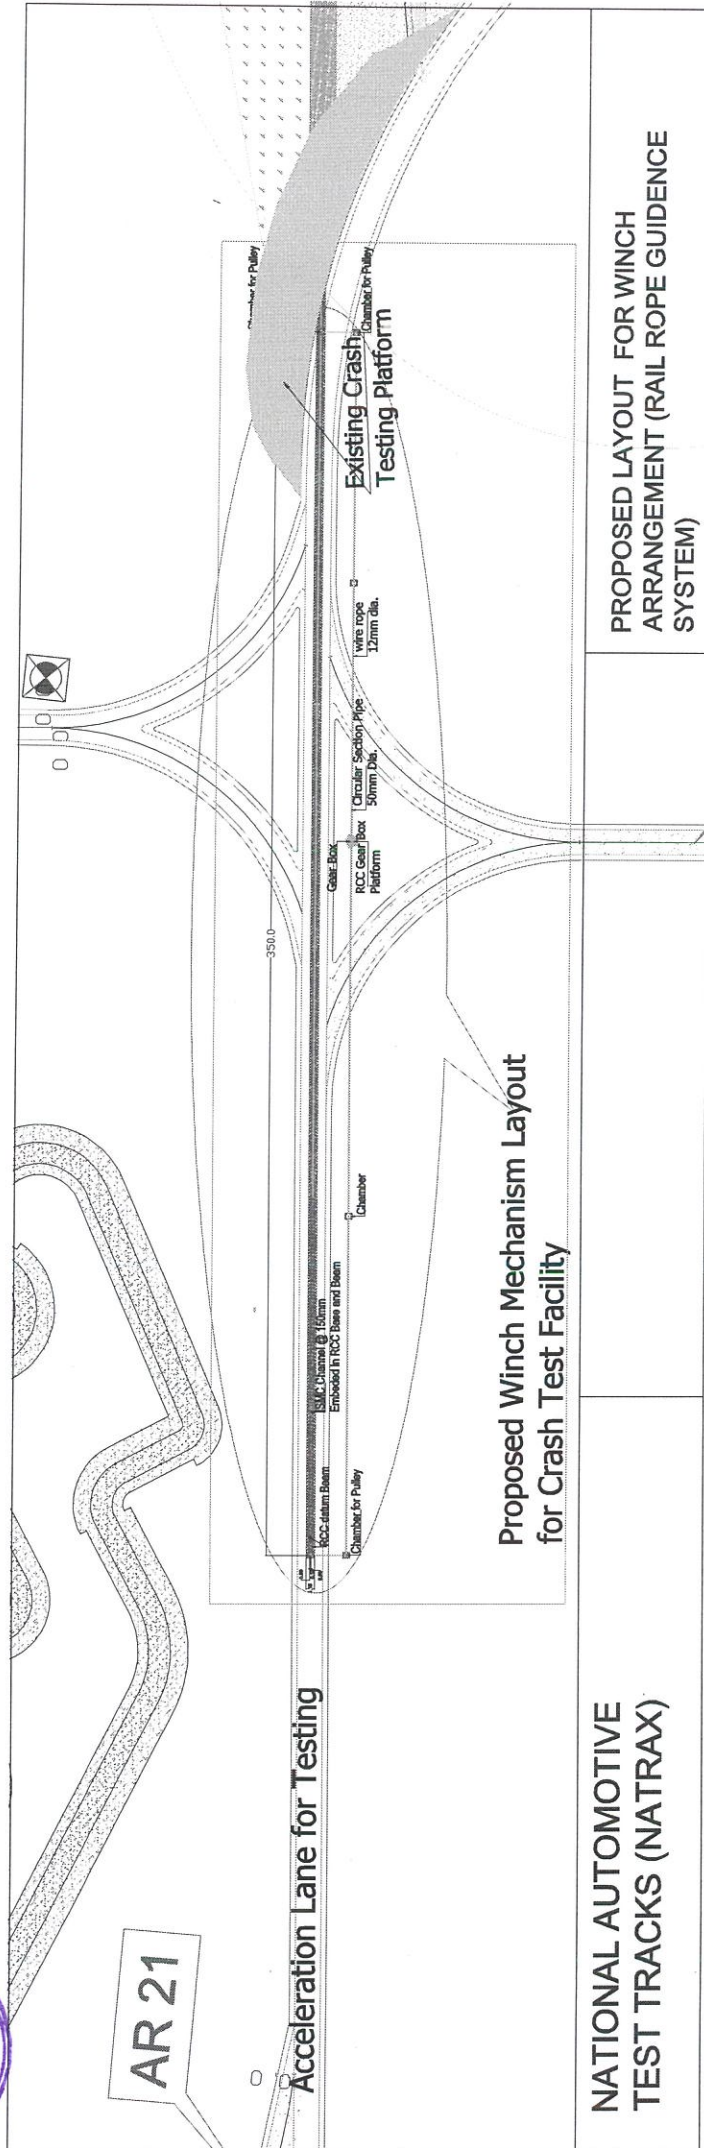 AR 21
Acceleration Lane for Testing
Chamber for Pulley
Chamber for Pulley
Existing Crash
Testing Platform
wire rope
12mm dia.
Circular Section Pipe
50mm Dia.
Gear Box
RCC Gear Box
Platform
350.0
Chamber
ISMC Channel @ 150mm
Embeded in RCC Base and Beam
RCC datum Beam
Chamber for Pulley
Proposed Winch Mechanism Layout
for Crash Test Facility
NATIONAL AUTOMOTIVE
TEST TRACKS (NATRAX)
PROPOSED LAYOUT FOR WINCH
ARRANGEMENT (RAIL ROPE GUIDENCE
SYSTEM)